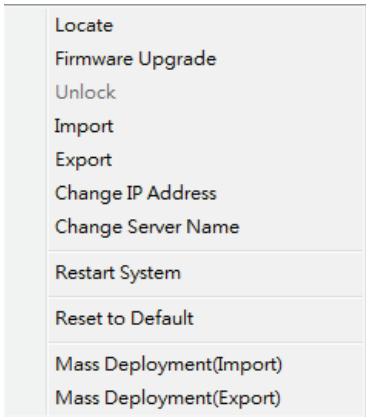 Locate
Firmware Upgrade
Unlock
Import
Export
Change IP Address
Change Server Name
Restart System
Reset to Default
Mass Deployment(Import)
Mass Deployment(Export)